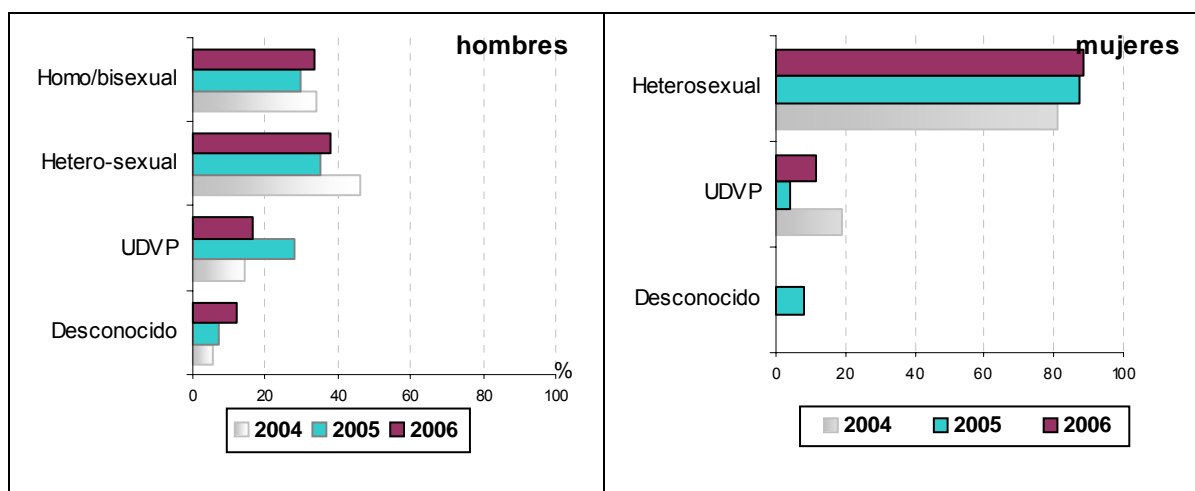 hombres
Homo/bisexual
Hetero-sexual
UDVP
Desconocido
%
0 20 40 60 80 100
2004 2005 2006
mujeres
Heterosexual
UDVP
Desconocido
0 20 40 60 80 100
2004 2005 2006